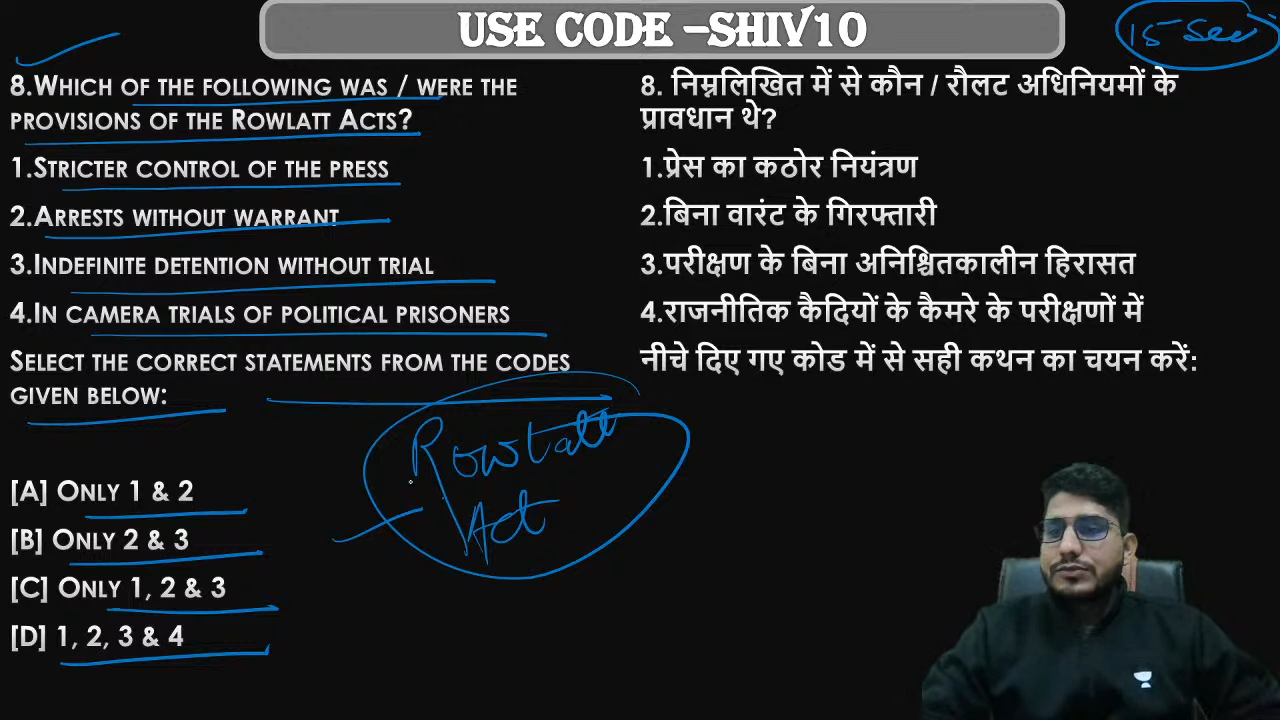 USE CODE –SHIV10
15 Sec
8.WHICH OF THE FOLLOWING WAS / WERE THE
PROVISIONS OF THE ROWLATT ACTS?
1.STRICTER CONTROL OF THE PRESS
2.ARRESTS WITHOUT WARRANT
3.INDEFINITE DETENTION WITHOUT TRIAL
4.IN CAMERA TRIALS OF POLITICAL PRISONERS
SELECT THE CORRECT STATEMENTS FROM THE CODES
GIVEN BELOW:
[A] ONLY 1 & 2
[B] ONLY 2 & 3
[C] ONLY 1, 2 & 3
[D] 1, 2, 3 & 4
8. निम्नलिखित में से कौन / रौलट अधिनियमों के
प्रावधान थे?
1.प्रेस का कठोर नियंत्रण
2.बिना वारंट के गिरफ्तारी
3.परीक्षण के बिना अनिश्चितकालीन हिरासत
4.राजनीतिक कैदियों के कैमरे के परीक्षणों में
नीचे दिए गए कोड में से सही कथन का चयन करें:
Rowlatt
Act